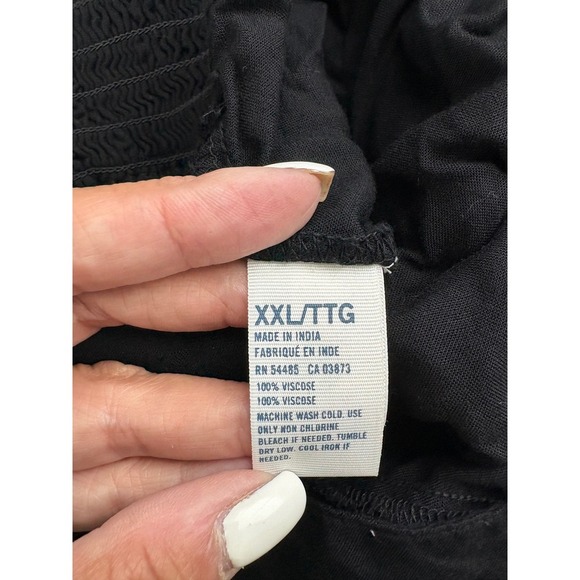 XXL/TTG
MADE IN INDIA
FABRIQUÉ EN INDE
RN 54485 CA 03873
100% VISCOSE
100% VISCOSE
MACHINE WASH COLD. USE
ONLY NON CHLORINE
BLEACH IF NEEDED. TUMBLE
DRY LOW. COOL IRON IF
NEEDED.